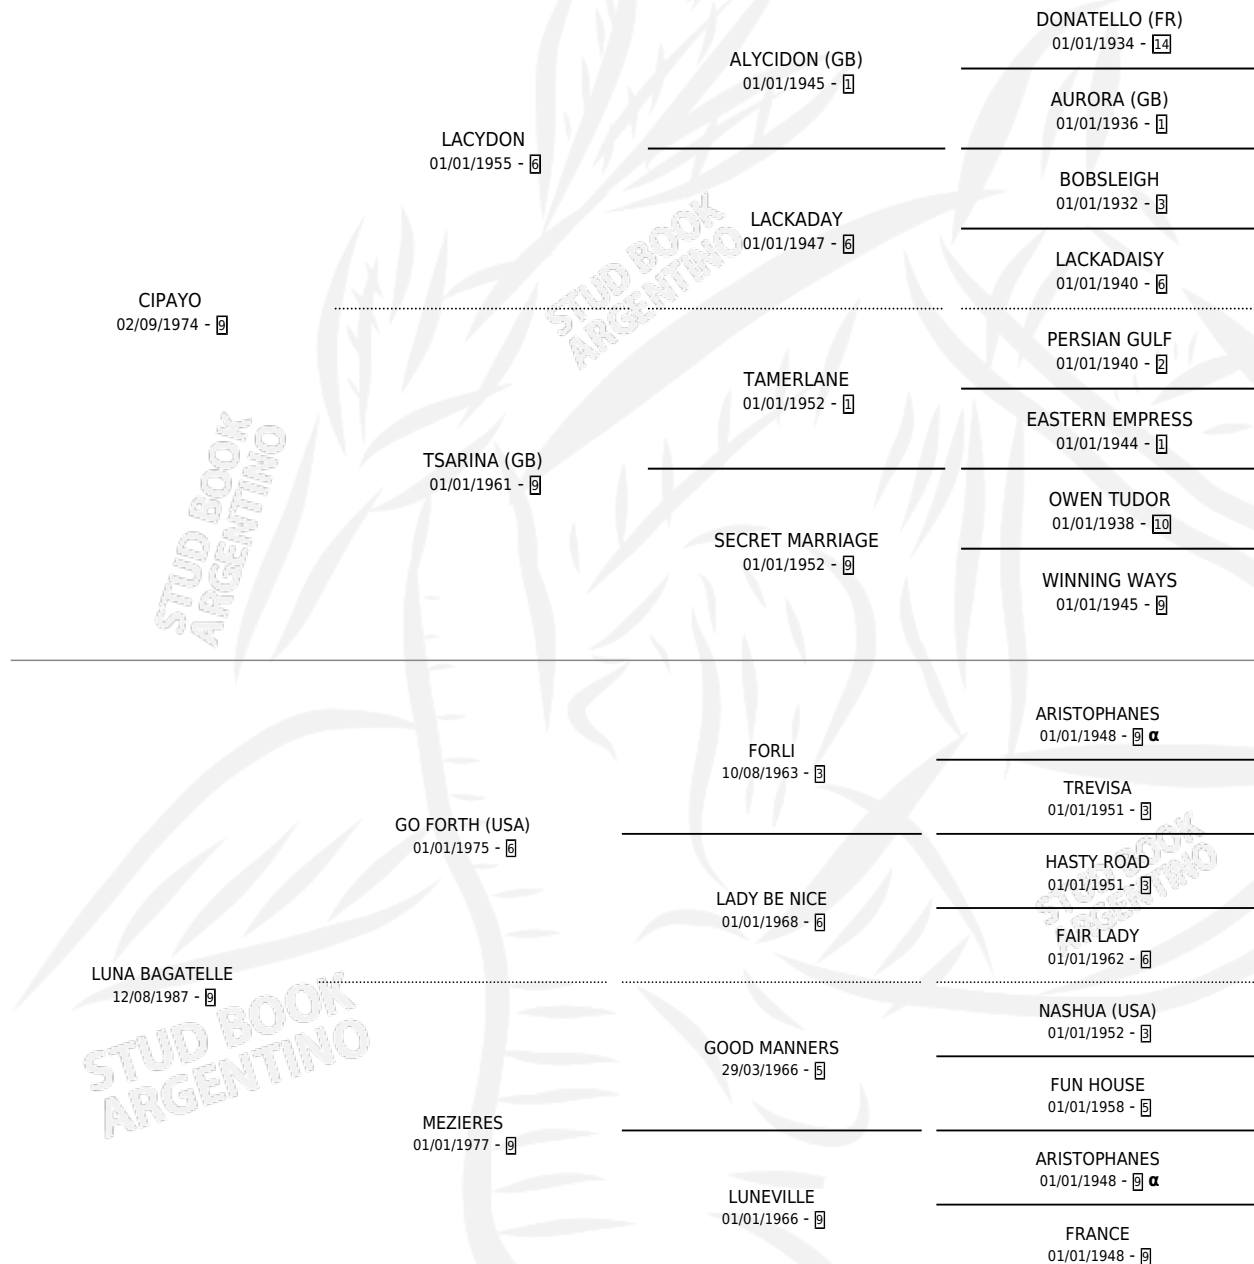 DONATELLO (FR)
01/01/1934 - 14
ALYCIDON (GB)
01/01/1945 - 1
AURORA (GB)
01/01/1936 - 1
LACYDON
01/01/1955 - 6
BOBSLEIGH
01/01/1932 - 3
LACKADAY
01/01/1947 - 6
LACKADAISY
01/01/1940 - 6
CIPAYO
02/09/1974 - 9
PERSIAN GULF
01/01/1940 - 2
TAMERLANE
01/01/1952 - 1
EASTERN EMPRESS
01/01/1944 - 1
TSARINA (GB)
01/01/1961 - 9
OWEN TUDOR
01/01/1938 - 10
SECRET MARRIAGE
01/01/1952 - 9
WINNING WAYS
01/01/1945 - 9
STUD BOOK
ARGENTINO
STUD BOOK
ARGENTINO
ARISTOPHANES
01/01/1948 - 9 α
FORLI
10/08/1963 - 3
TREVISA
01/01/1951 - 3
GO FORTH (USA)
01/01/1975 - 6
HASTY ROAD
01/01/1951 - 3
LADY BE NICE
01/01/1968 - 6
FAIR LADY
01/01/1962 - 6
STUD BOOK
ARGENTINO
LUNA BAGATELLE
12/08/1987 - 9
NASHUA (USA)
01/01/1952 - 3
GOOD MANNERS
29/03/1966 - 5
FUN HOUSE
01/01/1958 - 5
STUD BOOK
ARGENTINO
MEZIERES
01/01/1977 - 9
ARISTOPHANES
01/01/1948 - 9 α
LUNEVILLE
01/01/1966 - 9
FRANCE
01/01/1948 - 9